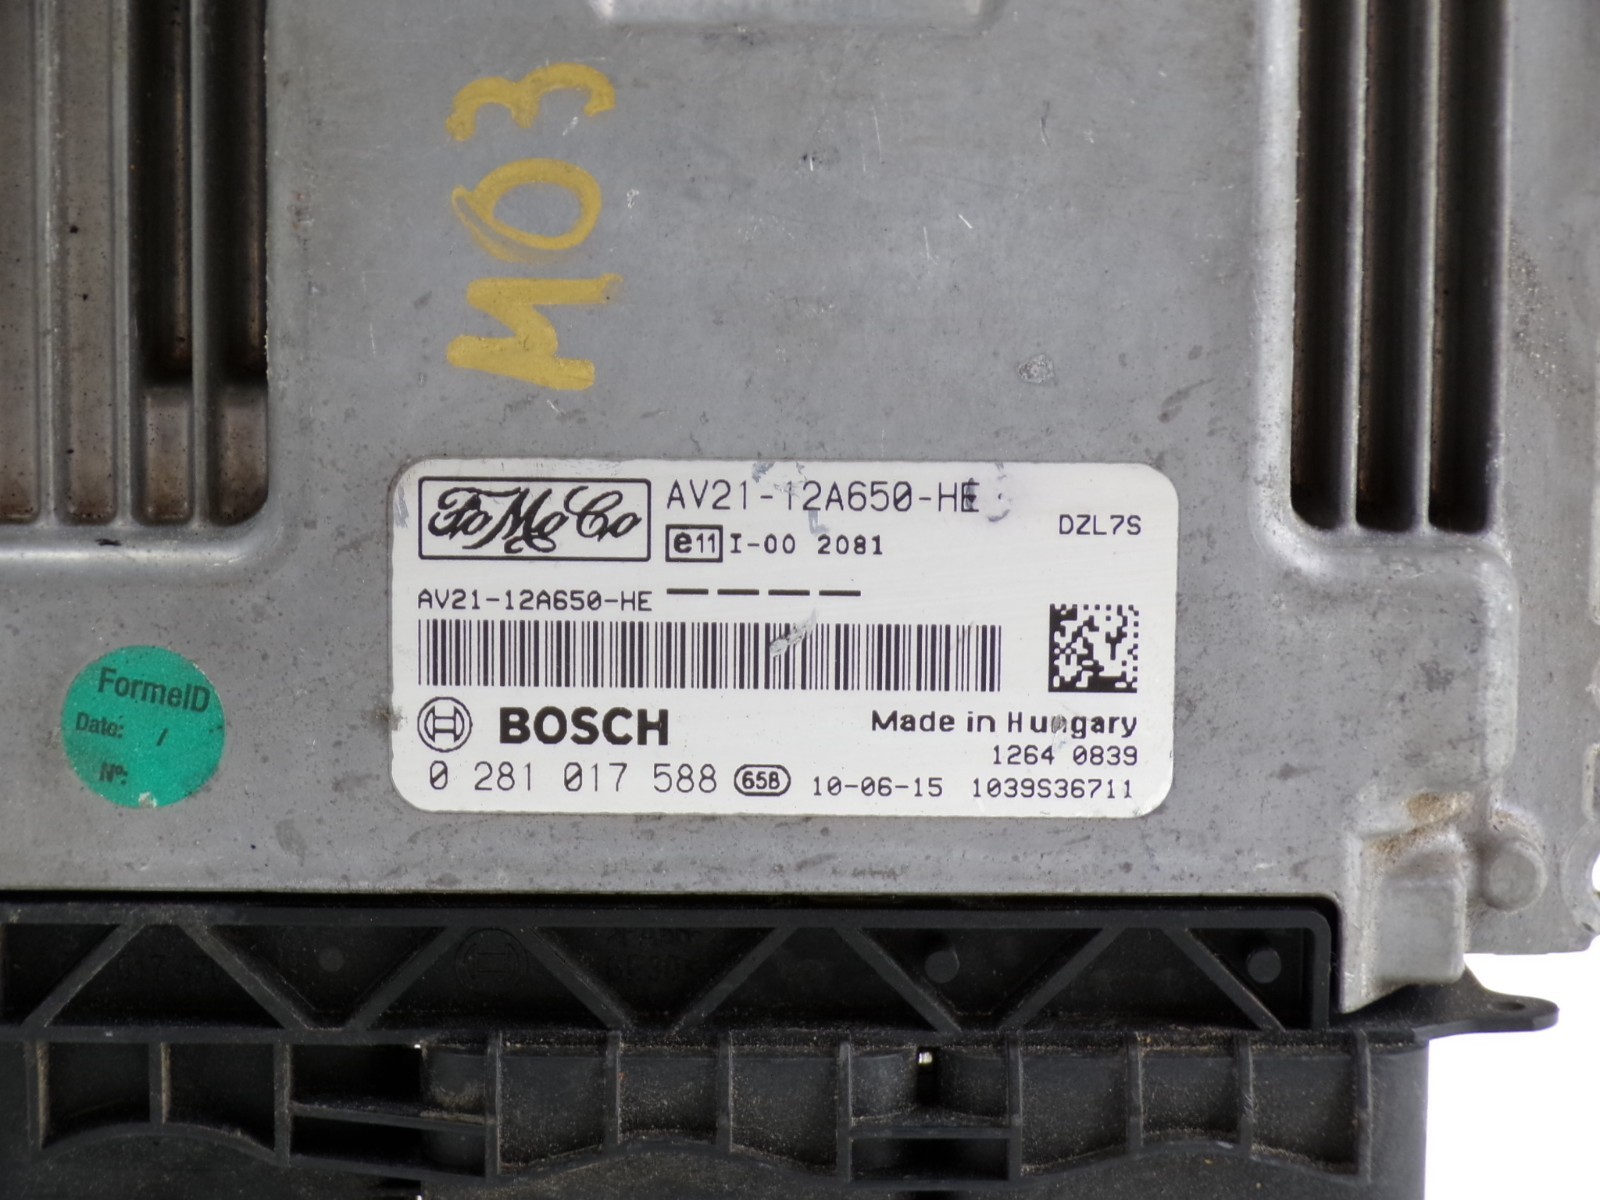 M03
FoMoCo
AV21-12A650-HE
e11 I-00 2081
DZL7S
AV21-12A650-HE
BOSCH
Made in Hungary
1264 0839
0 281 017 588 658 10-06-15 1039S36711
FormelD
Date: /
Nº: